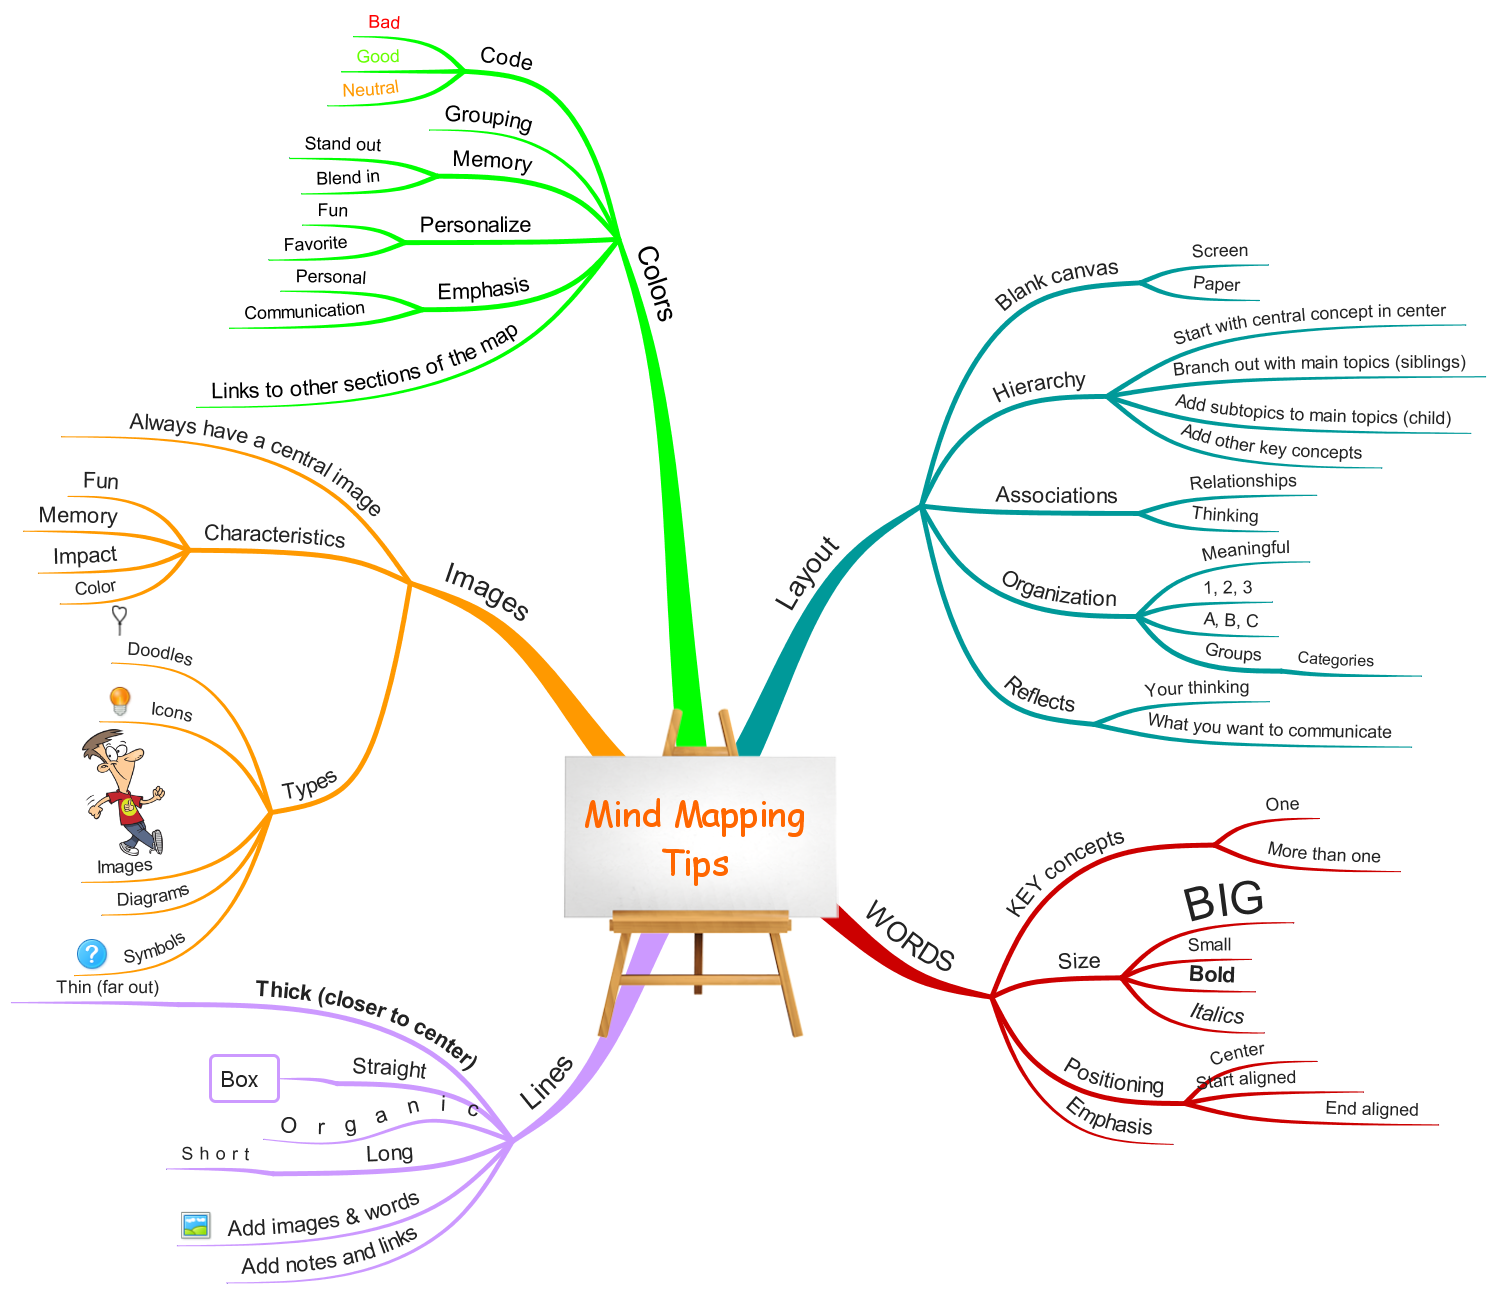 Mind Mapping
Tips
Colors
Code
Bad
Good
Neutral
Grouping
Memory
Stand out
Blend in
Personalize
Fun
Favorite
Emphasis
Personal
Communication
Links to other sections of the map
Layout
Blank canvas
Screen
Paper
Hierarchy
Start with central concept in center
Branch out with main topics (siblings)
Add subtopics to main topics (child)
Add other key concepts
Associations
Relationships
Thinking
Organization
Meaningful
1, 2, 3
A, B, C
Groups
Categories
Reflects
Your thinking
What you want to communicate
WORDS
KEY concepts
One
More than one
Size
BIG
Small
Bold
Italics
Positioning
Center
Start aligned
End aligned
Emphasis
Images
Always have a central image
Characteristics
Fun
Memory
Impact
Color
Types
Doodles
Icons
Images
Diagrams
?
Symbols
Lines
Thick (closer to center)
Thin (far out)
Straight
Box
Organic
Long
Short
Add images & words
Add notes and links